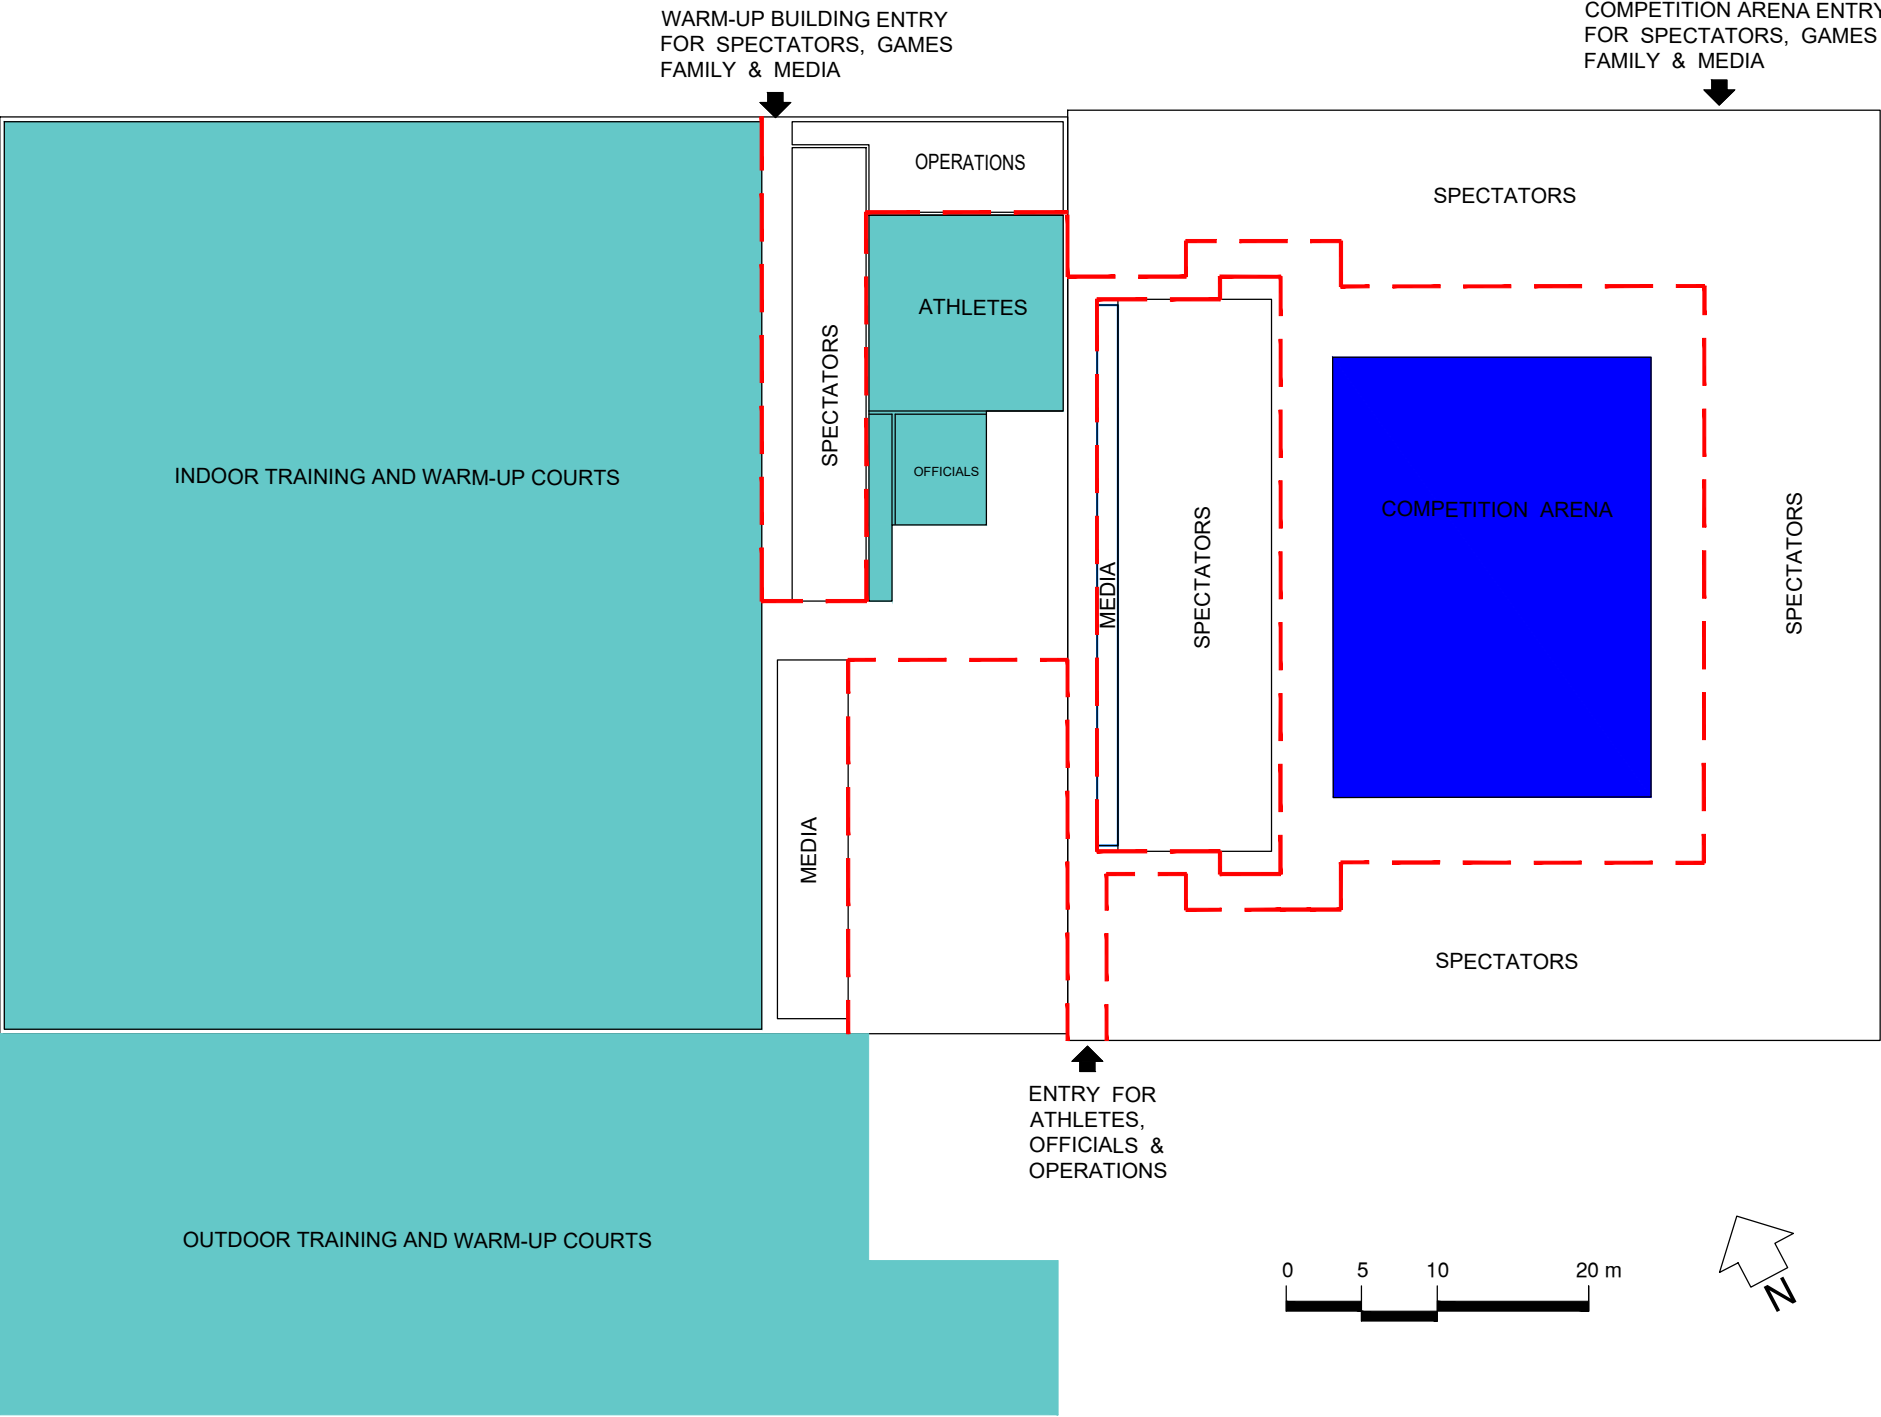 WARM-UP BUILDING ENTRY
FOR SPECTATORS, GAMES
FAMILY & MEDIA
COMPETITION ARENA ENTRY
FOR SPECTATORS, GAMES
FAMILY & MEDIA
OPERATIONS
SPECTATORS
ATHLETES
SPECTATORS
OFFICIALS
INDOOR TRAINING AND WARM-UP COURTS
COMPETITION ARENA
SPECTATORS
SPECTATORS
MEDIA
MEDIA
SPECTATORS
ENTRY FOR
ATHLETES,
OFFICIALS &
OPERATIONS
OUTDOOR TRAINING AND WARM-UP COURTS
0 5 10 20 m
N